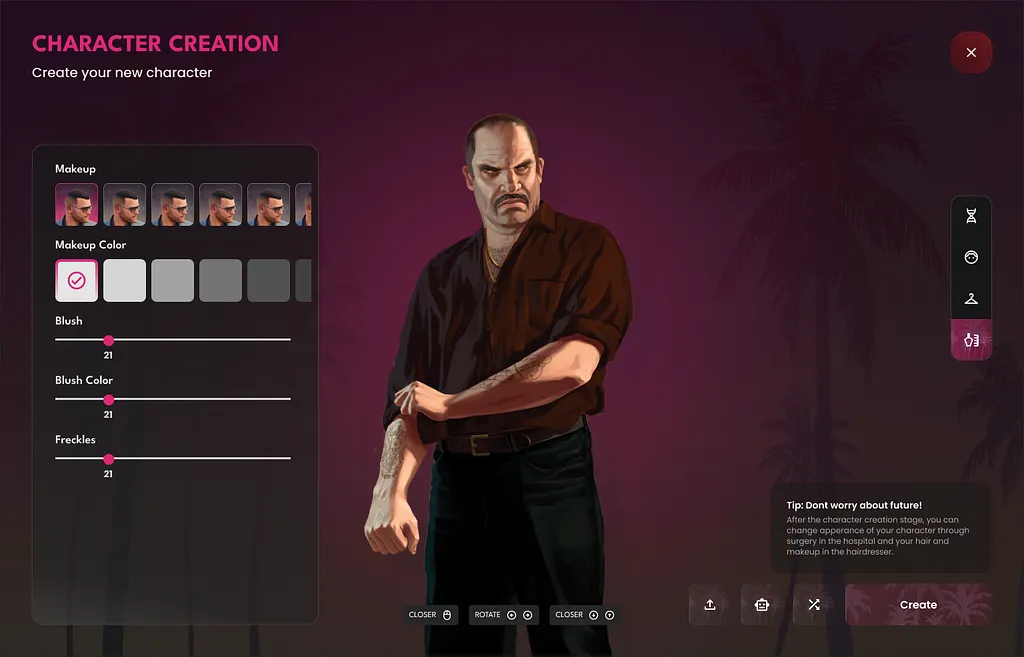 CHARACTER CREATION
Create your new character
Makeup
Makeup Color
Blush
21
Blush Color
21
Freckles
21
Tip: Dont worry about future!
After the character creation stage, you can
change apperance of your character through
surgery in the hospital and your hair and
makeup in the hairdresser.
CLOSER
ROTATE
CLOSER
Create